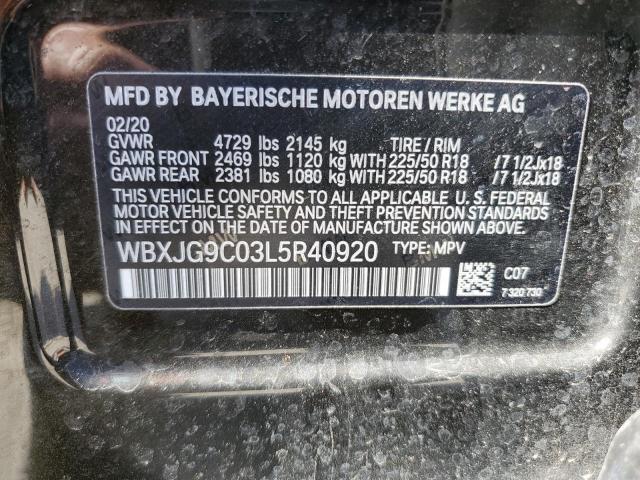 MFD BY BAYERISCHE MOTOREN WERKE AG
02/20
GVWR 4729 lbs 2145 kg TIRE / RIM
GAWR FRONT 2469 lbs 1120 kg WITH 225/50 R18 /7 1/2Jx18
GAWR REAR 2381 lbs 1080 kg WITH 225/50 R18 /7 1/2Jx18
THIS VEHICLE CONFORMS TO ALL APPLICABLE U. S. FEDERAL
MOTOR VEHICLE SAFETY AND THEFT PREVENTION
STANDARDS IN EFFECT ON THE DATE OF MANUFACTURE SHOWN ABOVE.
WBXJG9C03L5R40920 TYPE: MPV
C07
7 320 730